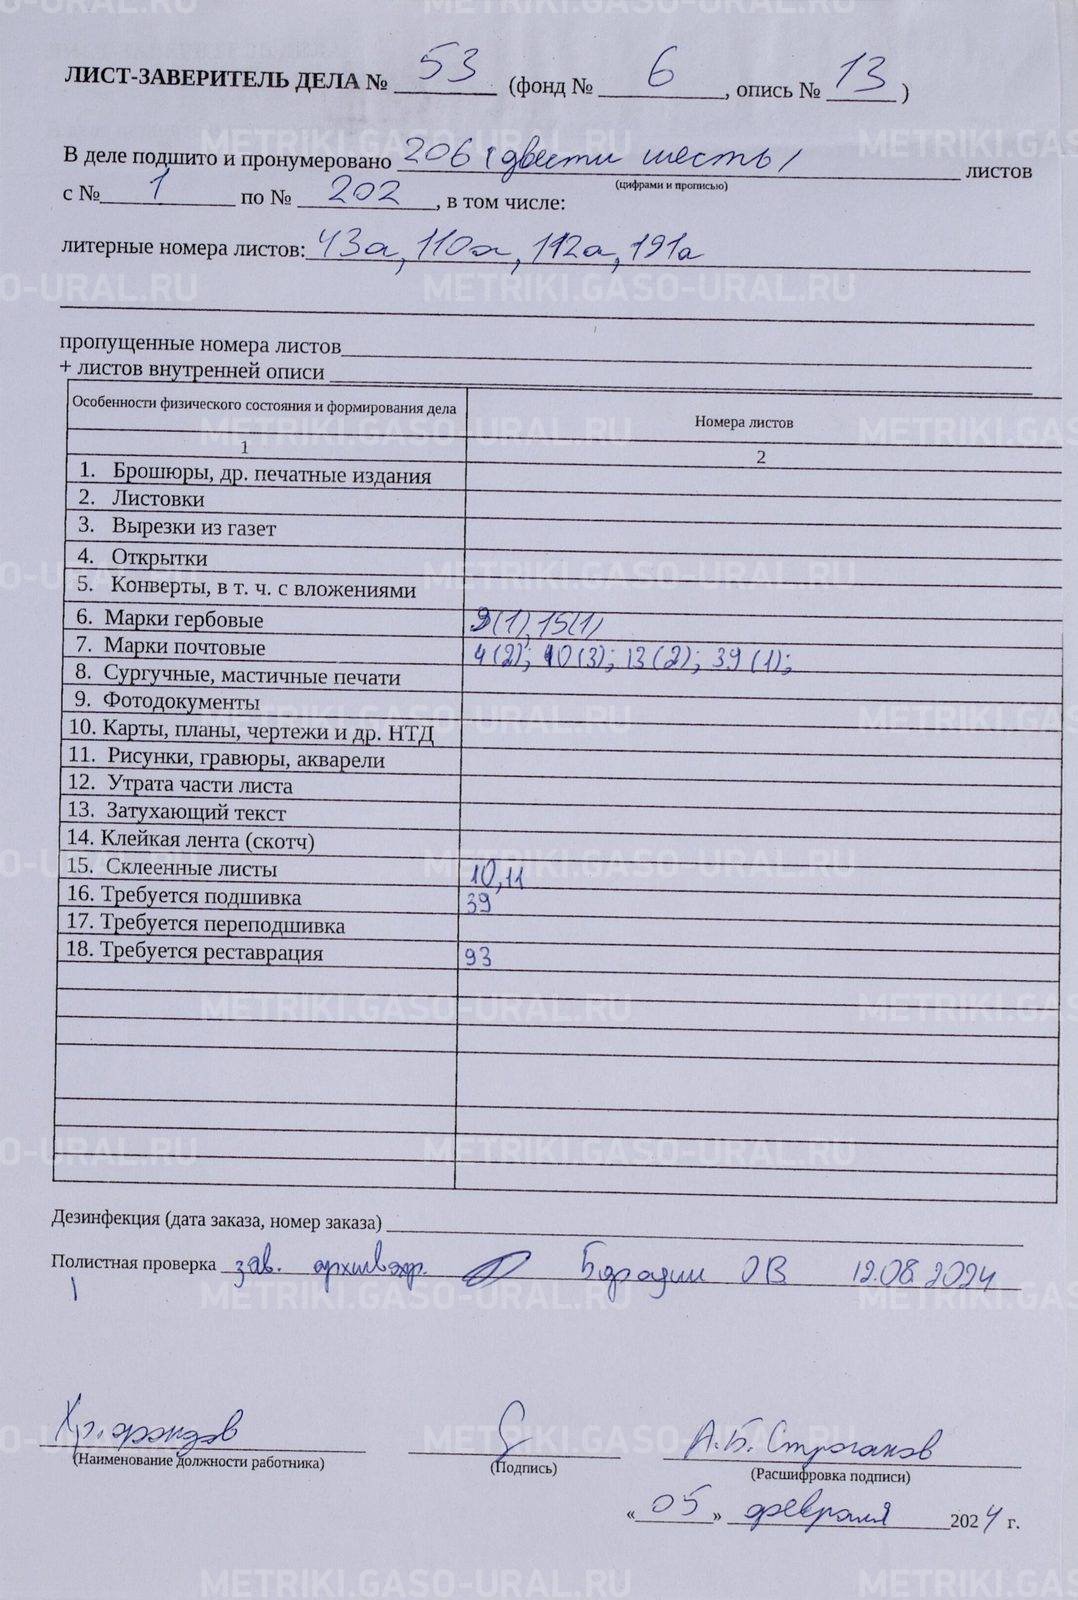 ЛИСТ-ЗАВЕРИТЕЛЬ ДЕЛА № 53 (фонд № 6, опись № 13)
В деле подшито и пронумеровано 206 (двести шесть) листов
(цифрами и прописью)
с № 1 по № 202, в том числе:
литерные номера листов: 43а, 110а, 112а, 191а
пропущенные номера листов
+ листов внутренней описи
Особенности физического состояния и формирования дела Номера листов
1 2
1. Брошюры, др. печатные издания
2. Листовки
3. Вырезки из газет
4. Открытки
5. Конверты, в т. ч. с вложениями
6. Марки гербовые (1), 15(1)
7. Марки почтовые 4(2); 10(3); 13(2); 39(1);
8. Сургучные, мастичные печати
9. Фотодокументы
10. Карты, планы, чертежи и др. НТД
11. Рисунки, гравюры, акварели
12. Утрата части листа
13. Затухающий текст
14. Клейкая лента (скотч)
15. Склеенные листы 10,11
16. Требуется подшивка 39
17. Требуется переподшивка
18. Требуется реставрация 93
Дезинфекция (дата заказа, номер заказа)
Полистная проверка зав. архивохр. ОВ 12.08.2024
Хр. фондов А.Б. Строганов
(Наименование должности работника) (Подпись) (Расшифровка подписи)
«05» февраля 2024 г.
METRIKI.GASO-URAL.RU